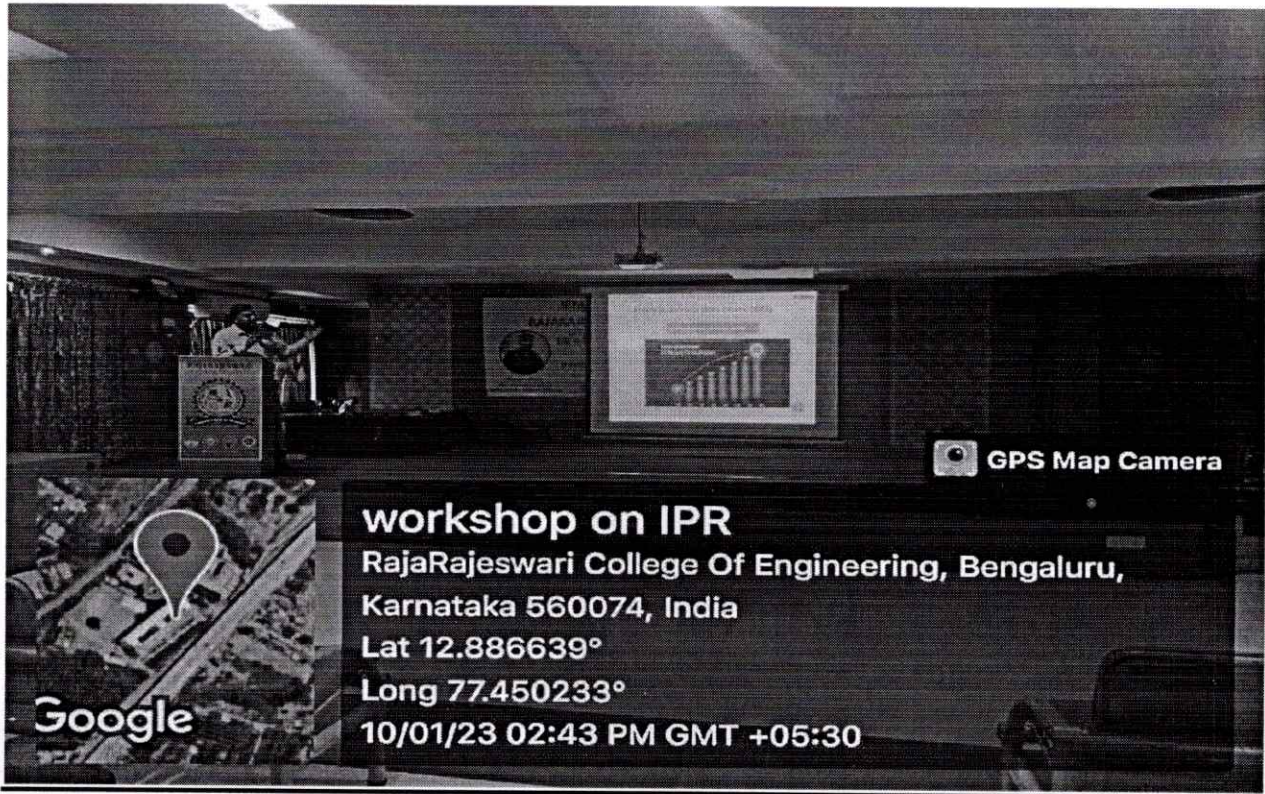 GPS Map Camera
workshop on IPR
RajaRajeswari College Of Engineering, Bengaluru,
Karnataka 560074, India
Lat 12.886639°
Long 77.450233°
10/01/23 02:43 PM GMT +05:30
Google